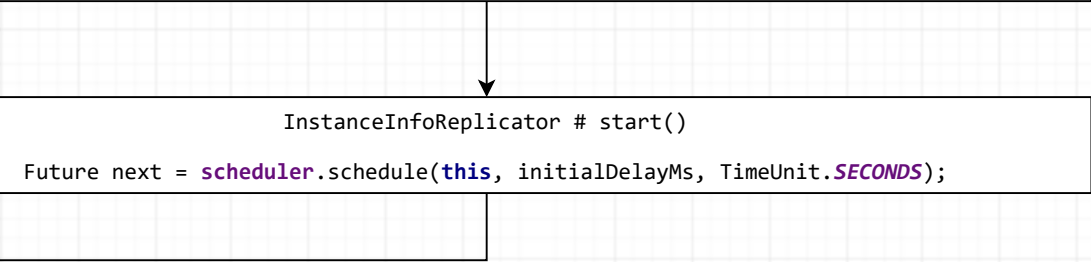 InstanceInfoReplicator # start()
Future next = scheduler.schedule(this, initialDelayMs, TimeUnit.SECONDS);